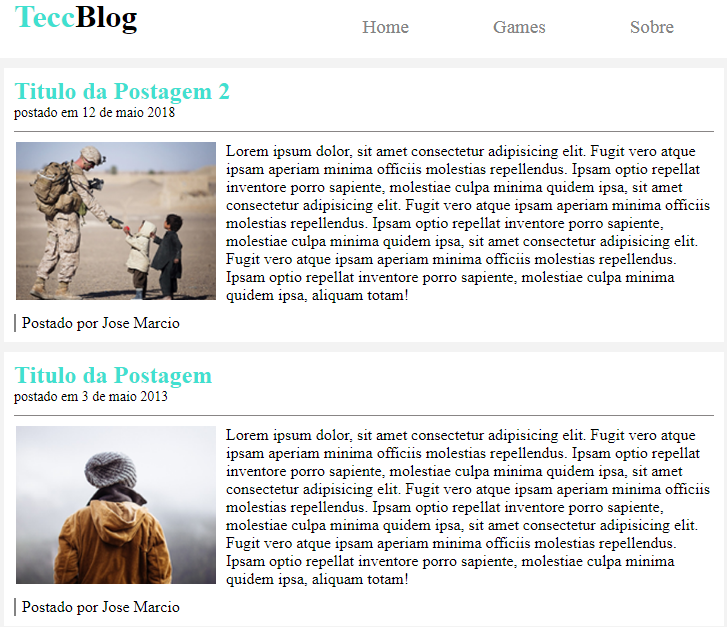 TeccBlog
Home Games Sobre
Titulo da Postagem 2
postado em 12 de maio 2018
Lorem ipsum dolor, sit amet consectetur adipisicing elit. Fugit vero atque
ipsam aperiam minima officiis molestias repellendus. Ipsam optio repellat
inventore porro sapiente, molestiae culpa minima quidem ipsa, sit amet
consectetur adipisicing elit. Fugit vero atque ipsam aperiam minima officiis
molestias repellendus. Ipsam optio repellat inventore porro sapiente,
molestiae culpa minima quidem ipsa, sit amet consectetur adipisicing elit.
Fugit vero atque ipsam aperiam minima officiis molestias repellendus.
Ipsam optio repellat inventore porro sapiente, molestiae culpa minima
quidem ipsa, aliquam totam!
Postado por Jose Marcio
Titulo da Postagem
postado em 3 de maio 2013
Lorem ipsum dolor, sit amet consectetur adipisicing elit. Fugit vero atque
ipsam aperiam minima officiis molestias repellendus. Ipsam optio repellat
inventore porro sapiente, molestiae culpa minima quidem ipsa, sit amet
consectetur adipisicing elit. Fugit vero atque ipsam aperiam minima officiis
molestias repellendus. Ipsam optio repellat inventore porro sapiente,
molestiae culpa minima quidem ipsa, sit amet consectetur adipisicing elit.
Fugit vero atque ipsam aperiam minima officiis molestias repellendus.
Ipsam optio repellat inventore porro sapiente, molestiae culpa minima
quidem ipsa, aliquam totam!
Postado por Jose Marcio